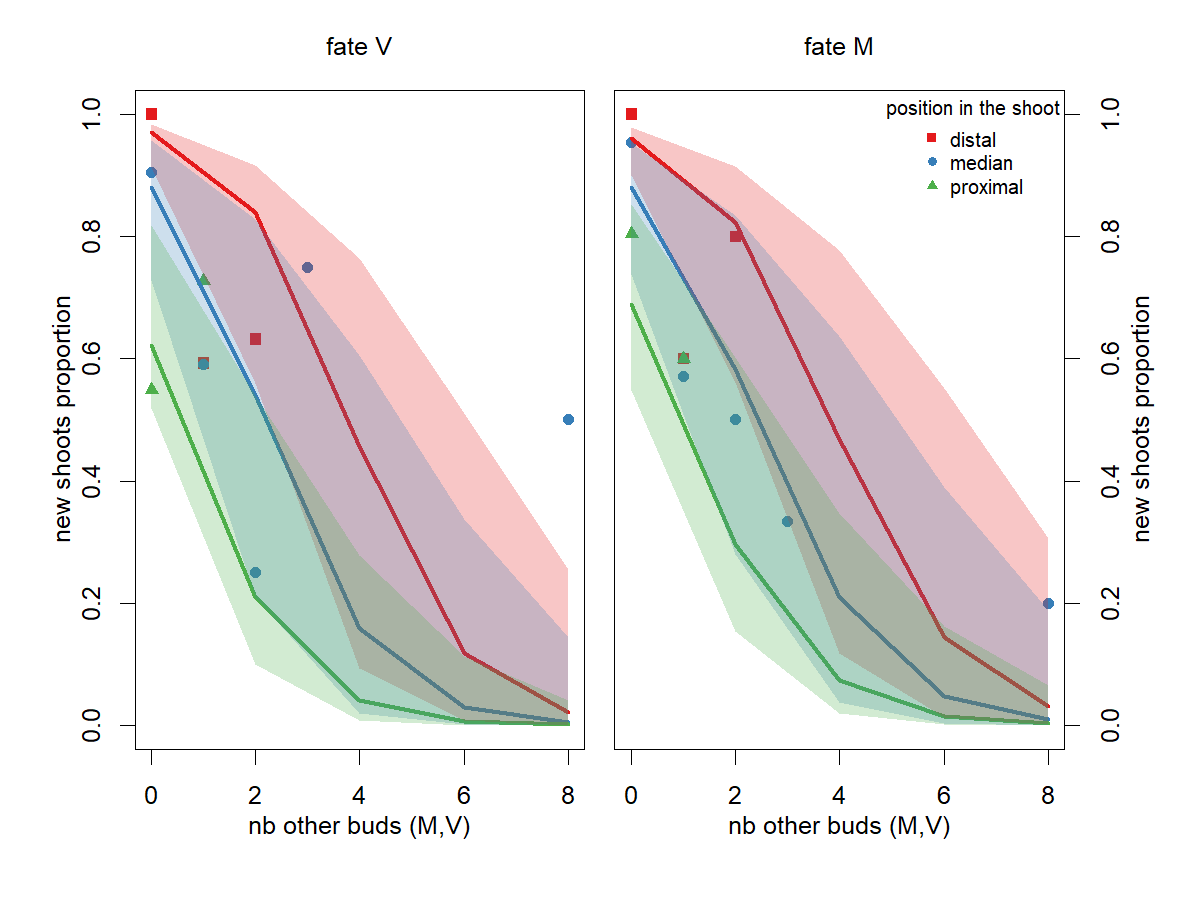 fate V
fate M
new shoots proportion
1.0
0.8
0.6
0.4
0.2
0.0
0 2 4 6 8
nb other buds (M,V)
position in the shoot
distal
median
proximal
0 2 4 6 8
nb other buds (M,V)
1.0
0.8
0.6
0.4
0.2
0.0
new shoots proportion